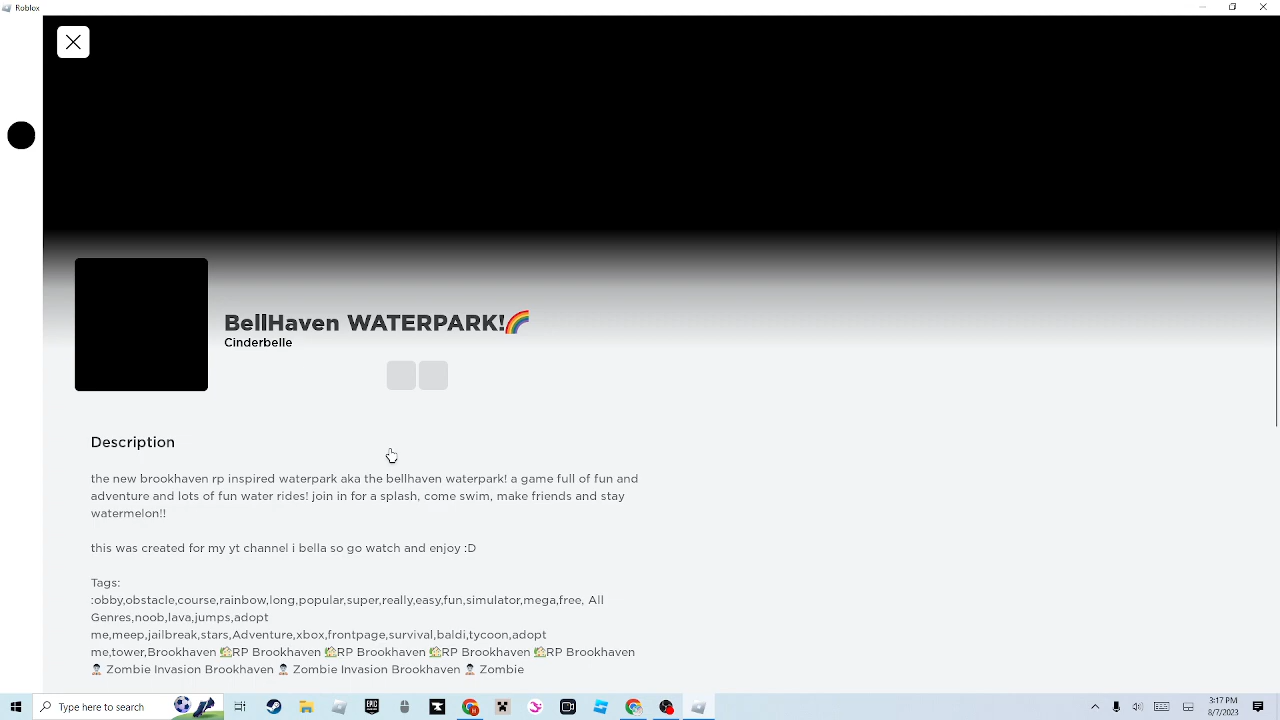 Roblox
BellHaven WATERPARK!🌈
Cinderbelle
Description
the new brookhaven rp inspired waterpark aka the bellhaven waterpark! a game full of fun and
adventure and lots of fun water rides! join in for a splash, come swim, make friends and stay
watermelon!!
this was created for my yt channel i bella so go watch and enjoy :D
Tags:
:obby,obstacle,course,rainbow,long,popular,super,really,easy,fun,simulator,mega,free, All
Genres,noob,lava,jumps,adopt
me,meep,jailbreak,stars,Adventure,xbox,frontpage,survival,baldi,tycoon,adopt
me,tower,Brookhaven 🏡RP Brookhaven 🏡RP Brookhaven 🏡RP Brookhaven 🏡RP Brookhaven
🧟 Zombie Invasion Brookhaven 🧟 Zombie Invasion Brookhaven 🧟 Zombie
Type here to search
EPIC
3:17 PM
8/7/2023